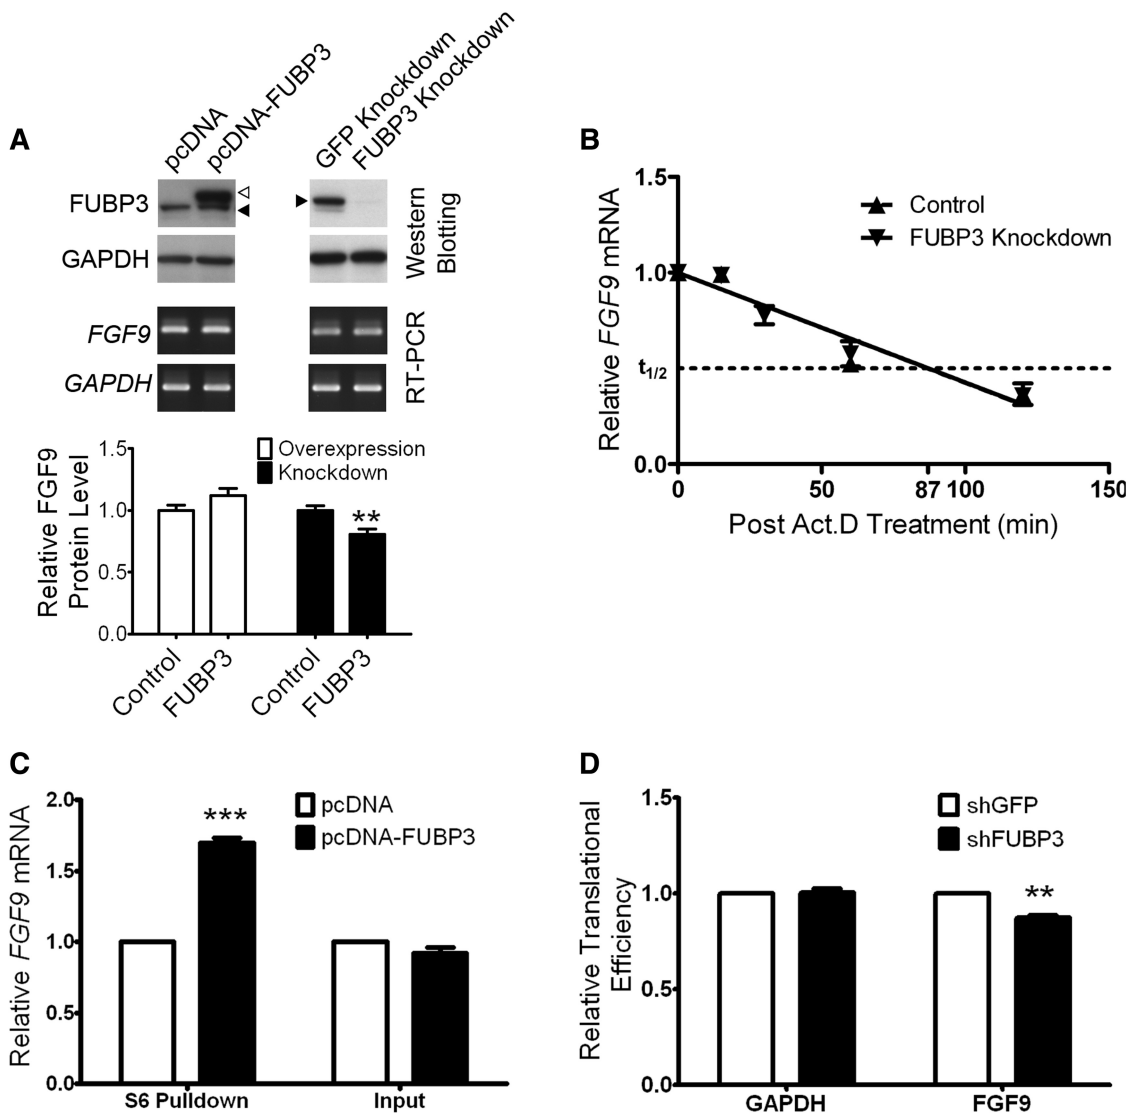 A
pcDNA
pcDNA-FUBP3
GFP Knockdown
FUBP3 Knockdown
FUBP3
GAPDH
Western
Blotting
FGF9
GAPDH
RT-PCR
Relative FGF9
Protein Level
1.5
1.0
0.5
0.0
Overexpression
Knockdown
**
Control
FUBP3
Control
FUBP3
B
Relative FGF9 mRNA
1.5
1.0
t1/2
0.0
Control
FUBP3 Knockdown
0
50
87
100
150
Post Act.D Treatment (min)
C
Relative FGF9 mRNA
2.0
1.5
1.0
0.5
0.0
***
pcDNA
pcDNA-FUBP3
S6 Pulldown
Input
D
Relative Translational
Efficiency
1.5
1.0
0.5
0.0
shGFP
shFUBP3
**
GAPDH
FGF9